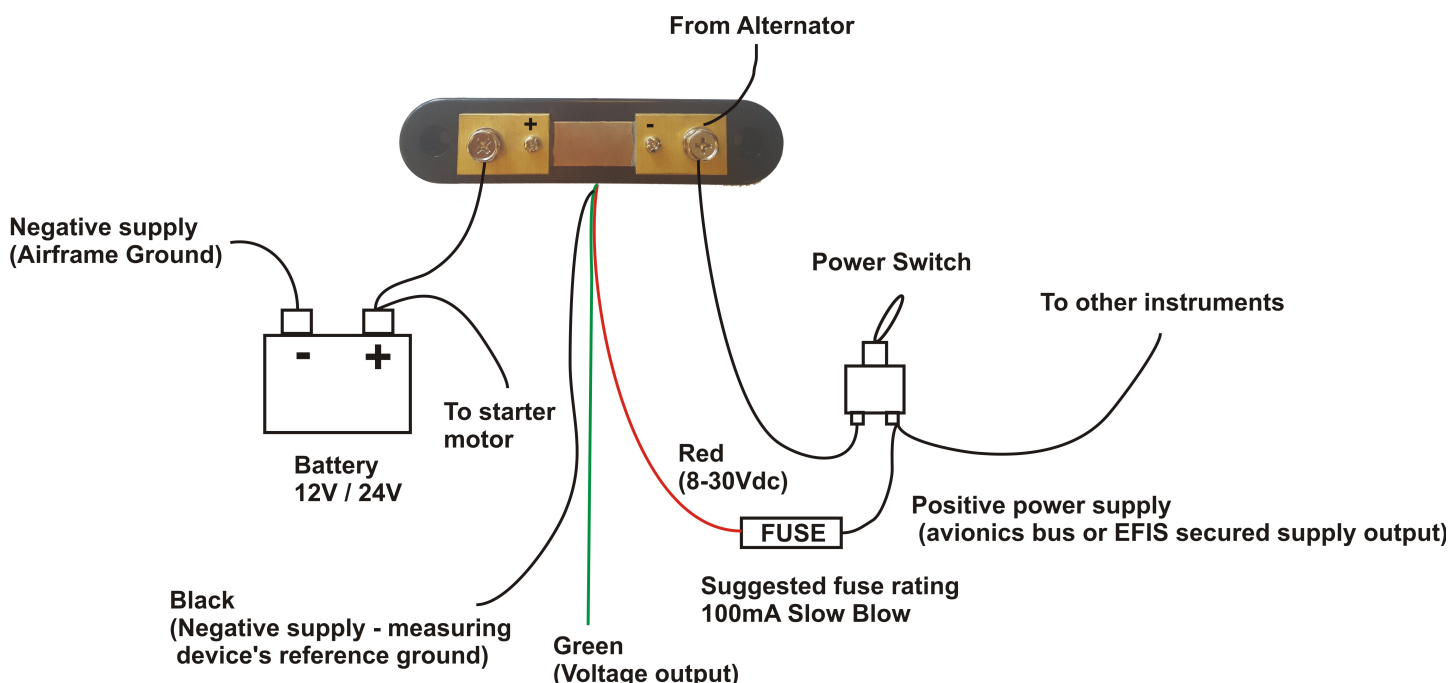 From Alternator
+
-
Negative supply
(Airframe Ground)
Power Switch
To other instruments
- +
To starter
motor
Battery
12V / 24V
Red
(8-30Vdc)
Positive power supply
(avionics bus or EFIS secured supply output)
FUSE
Suggested fuse rating
100mA Slow Blow
Black
(Negative supply - measuring
device's reference ground)
Green
(Voltage output)